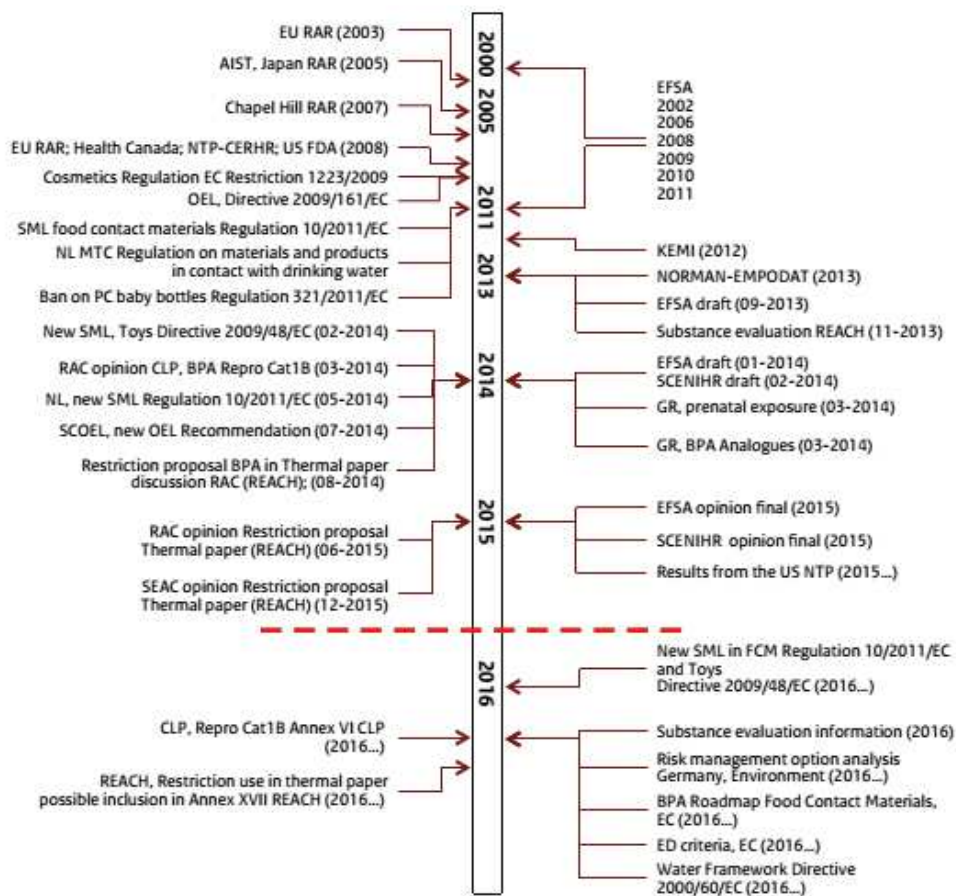 EU RAR (2003)
AIST, Japan RAR (2005)
Chapel Hill RAR (2007)
EU RAR; Health Canada; NTP-CERHR; US FDA (2008)
Cosmetics Regulation EC Restriction 1223/2009
OEL, Directive 2009/161/EC
SML food contact materials Regulation 10/2011/EC
NL MTC Regulation on materials and products
in contact with drinking water
Ban on PC baby bottles Regulation 321/2011/EC
New SML, Toys Directive 2009/48/EC (02-2014)
RAC opinion CLP, BPA Repro Cat1B (03-2014)
NL, new SML Regulation 10/2011/EC (05-2014)
SCOEL, new OEL Recommendation (07-2014)
Restriction proposal BPA in Thermal paper
discussion RAC (REACH); (08-2014)
RAC opinion Restriction proposal
Thermal paper (REACH) (06-2015)
SEAC opinion Restriction proposal
Thermal paper (REACH) (12-2015)
CLP, Repro Cat1B Annex VI CLP
(2016...)
REACH, Restriction use in thermal paper
possible inclusion in Annex XVII REACH (2016...)
2000
2005
2011
2013
2014
2015
2016
EFSA
2002
2006
2008
2009
2010
2011
KEMI (2012)
NORMAN-EMPODAT (2013)
EFSA draft (09-2013)
Substance evaluation REACH (11-2013)
EFSA draft (01-2014)
SCENIHR draft (02-2014)
GR, prenatal exposure (03-2014)
GR, BPA Analogues (03-2014)
EFSA opinion final (2015)
SCENIHR opinion final (2015)
Results from the US NTP (2015...)
New SML in FCM Regulation 10/2011/EC
and Toys
Directive 2009/48/EC (2016...)
Substance evaluation information (2016)
Risk management option analysis
Germany, Environment (2016...)
BPA Roadmap Food Contact Materials,
EC (2016...)
ED criteria, EC (2016...)
Water Framework Directive
2000/60/EC (2016...)